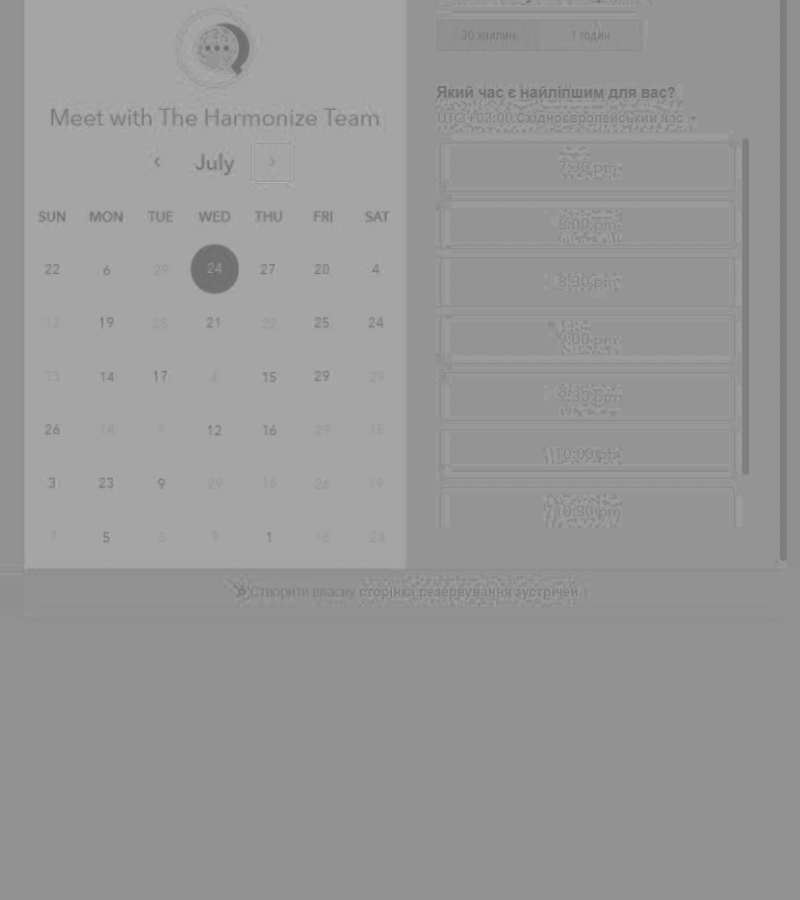 Meet with The Harmonize Team
July
SUN MON TUE WED THU FRI SAT
22 6 29 24 27 20 4
12 19 25 21 22 25 24
13 14 17 4 15 29 29
26 14 7 12 16 29 15
3 23 9 29 16 26 19
7 5 3 9 1 18 24
30 хвилин 1 годин
Який час є найліпшим для вас?
UTC+03:00 Східноєвропейський час
7:30 pm
8:00 pm
8:30 pm
9:00 pm
9:30 pm
10:00 pm
10:30 pm
Створити власну сторінка резервування зустрічей